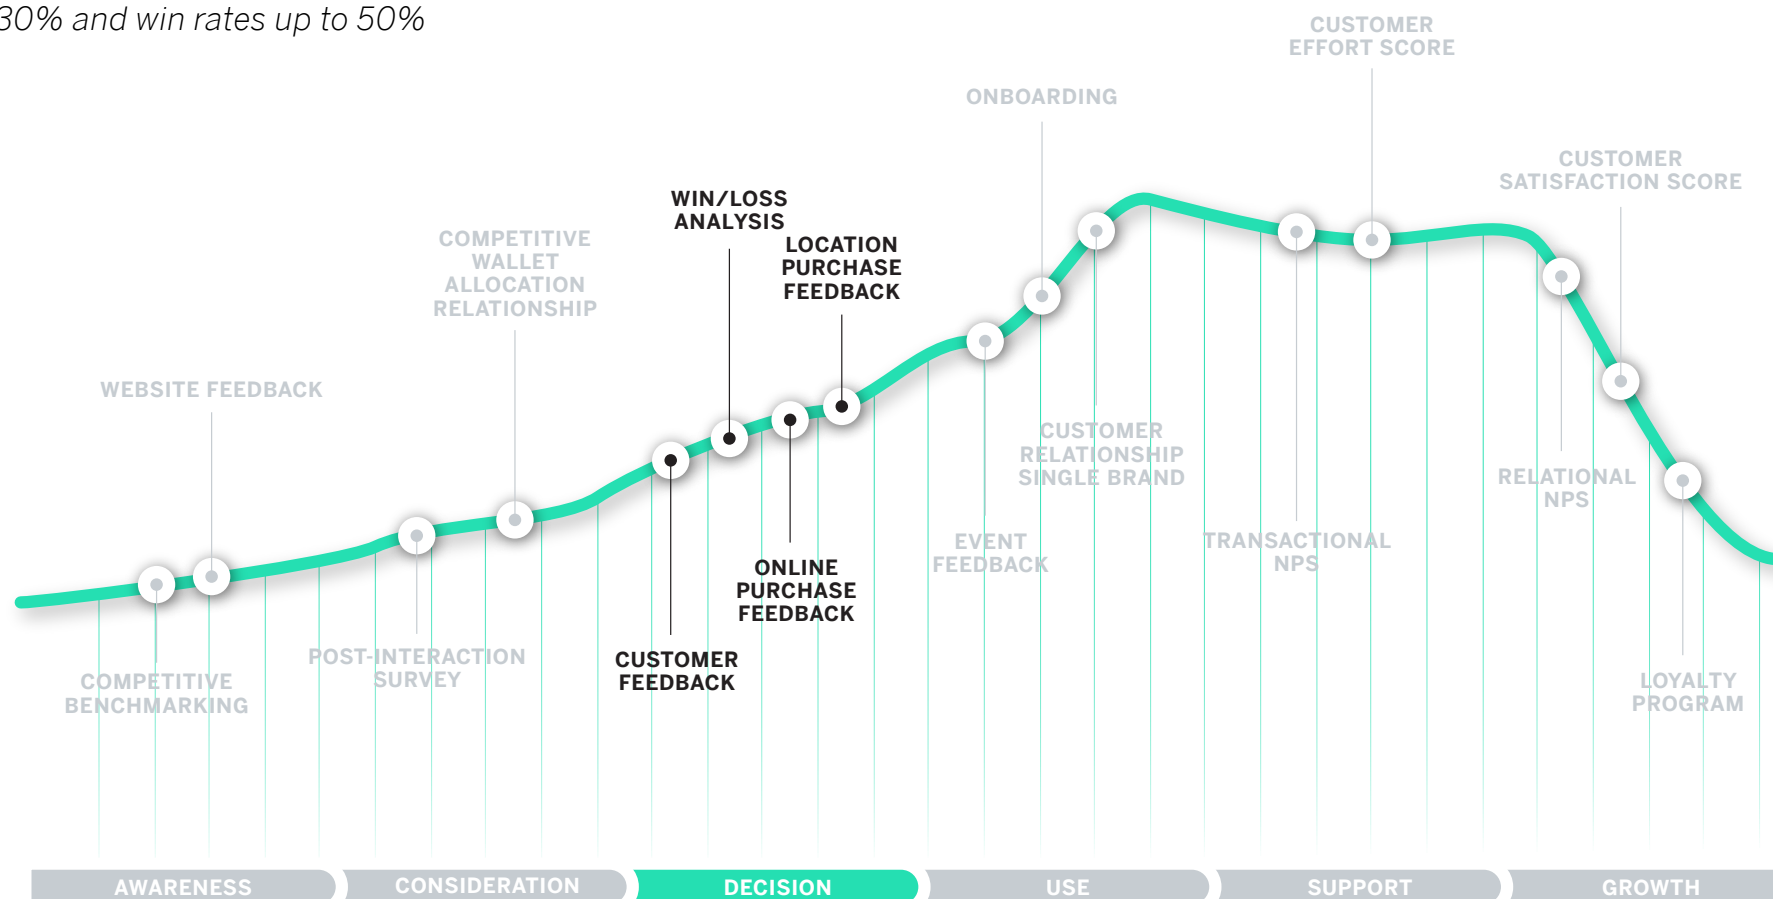 30% and win rates up to 50%
CUSTOMER
EFFORT SCORE
ONBOARDING
CUSTOMER
SATISFACTION SCORE
WIN/LOSS
ANALYSIS
LOCATION
PURCHASE
FEEDBACK
COMPETITIVE
WALLET
ALLOCATION
RELATIONSHIP
WEBSITE FEEDBACK
CUSTOMER
RELATIONSHIP
SINGLE BRAND
RELATIONAL
NPS
EVENT
FEEDBACK
TRANSACTIONAL
NPS
ONLINE
PURCHASE
FEEDBACK
POST-INTERACTION
SURVEY
CUSTOMER
FEEDBACK
COMPETITIVE
BENCHMARKING
LOYALTY
PROGRAM
AWARENESS
CONSIDERATION
DECISION
USE
SUPPORT
GROWTH